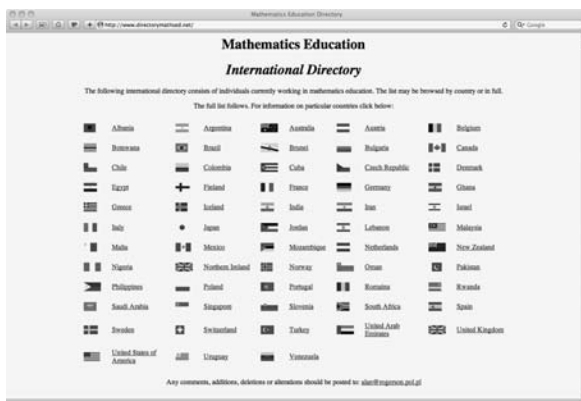 Mathematics Education Directory
http://www.directorymathsed.net/
Google
Mathematics Education
International Directory
The following international directory consists of individuals currently working in mathematics education. The list may be browsed by country or in full.
The full list follows. For information on particular countries click below:
Albania Argentina Australia Austria Belgium
Botswana Brazil Brunei Bulgaria Canada
Chile Colombia Cuba Czech Republic Denmark
Egypt Finland France Germany Ghana
Greece Iceland India Iran Israel
Italy Japan Jordan Lebanon Malaysia
Malta Mexico Mozambique Netherlands New Zealand
Nigeria Northern Ireland Norway Oman Pakistan
Philippines Poland Portugal Romania Rwanda
Saudi Arabia Singapore Slovenia South Africa Spain
Sweden Switzerland Turkey United Arab Emirates United Kingdom
United States of America Uruguay Venezuela
Any comments, additions, deletions or alterations should be posted to: alan@rogerson.pol.pl